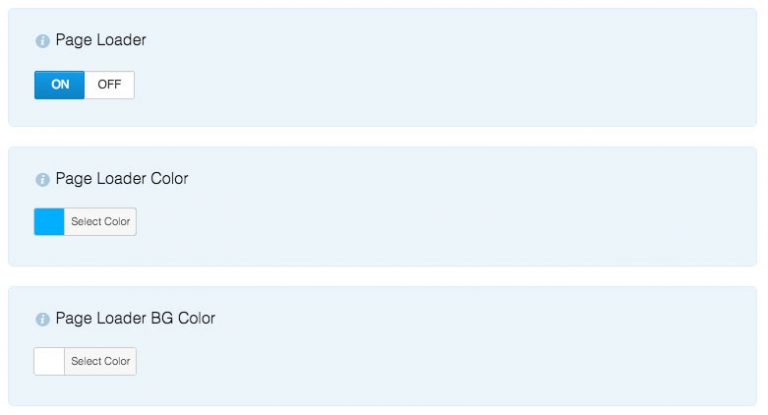 Page Loader
ON OFF
Page Loader Color
Select Color
Page Loader BG Color
Select Color